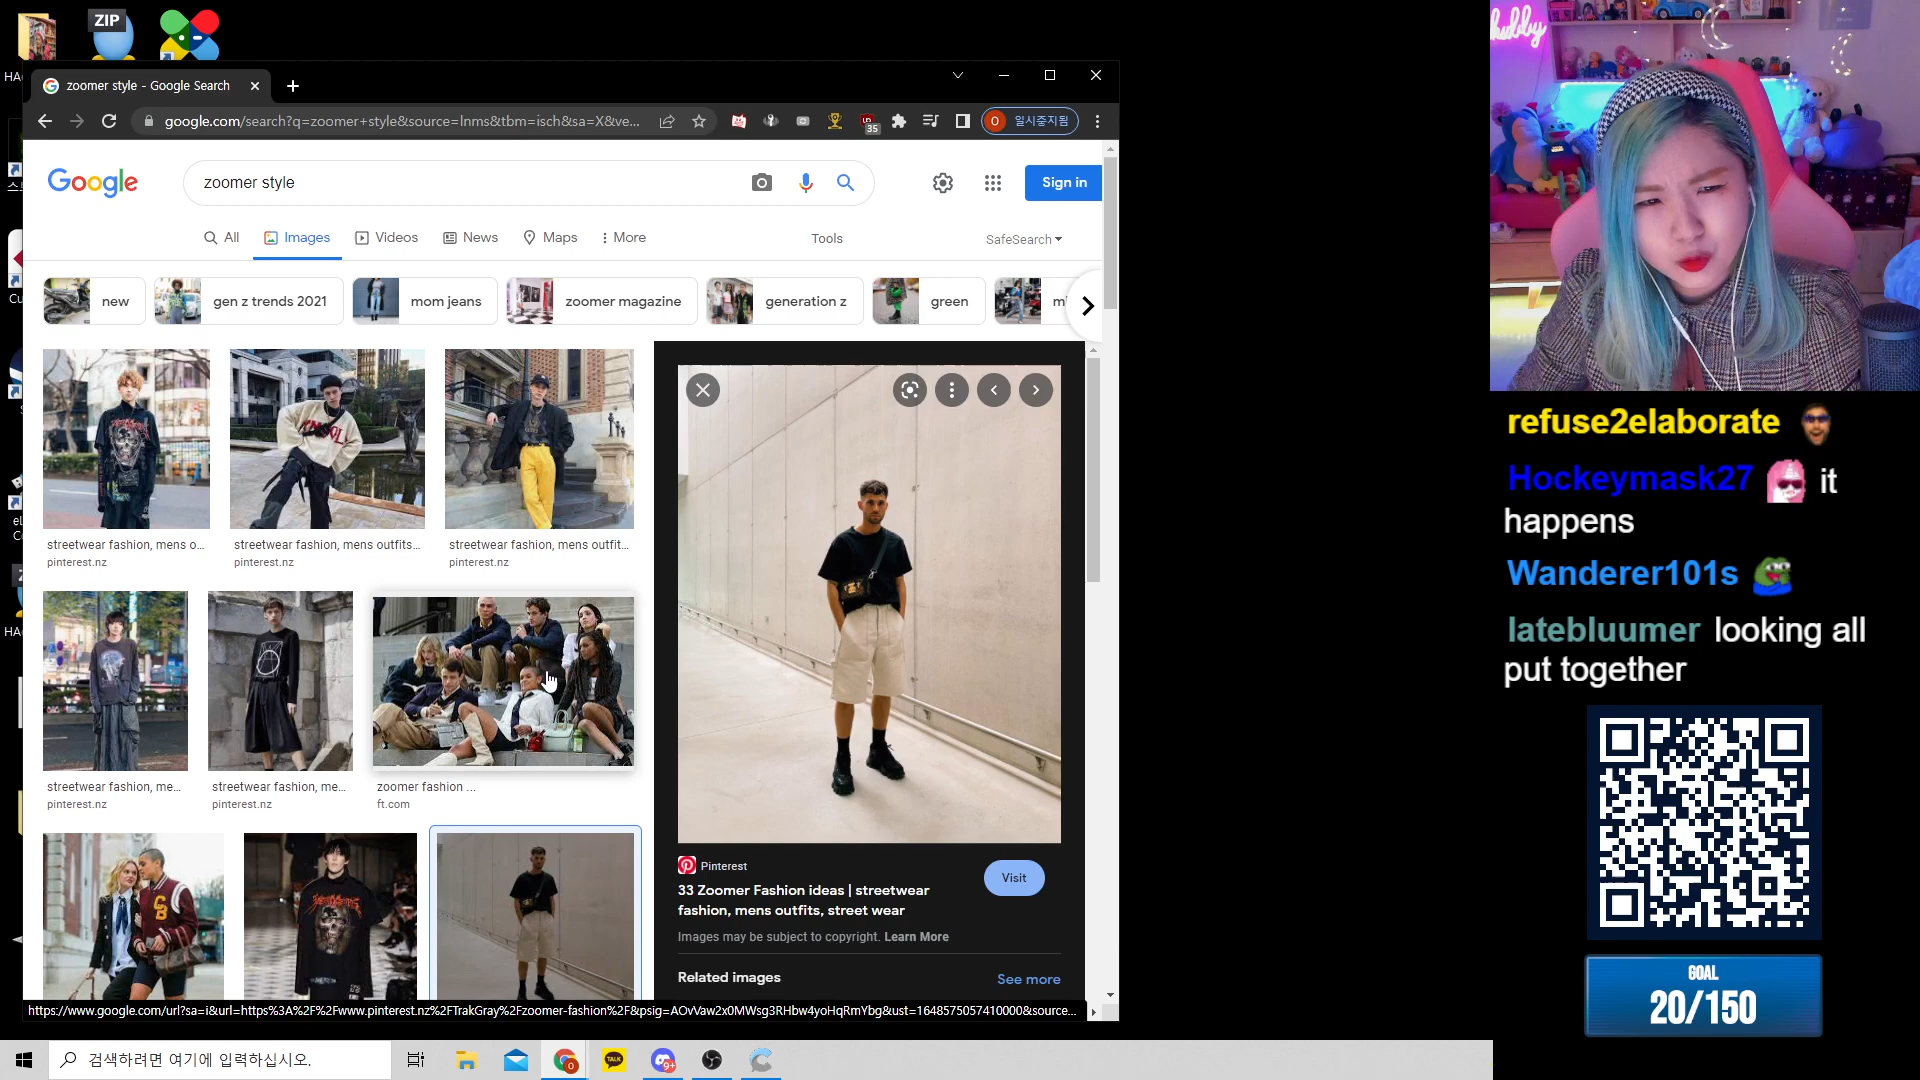 ZIP
zoomer style - Google Search
google.com/search?q=zoomer+style&source=lnms&tbm=isch&sa=X&ve...
35
O 일시중지됨
Google
zoomer style
Sign in
All
Images
Videos
News
Maps
More
Tools
SafeSearch
new
gen z trends 2021
mom jeans
zoomer magazine
generation z
green
streetwear fashion, mens o...
pinterest.nz
streetwear fashion, mens outfits...
pinterest.nz
streetwear fashion, mens outfit...
pinterest.nz
streetwear fashion, me...
pinterest.nz
streetwear fashion, me...
pinterest.nz
zoomer fashion ...
ft.com
Pinterest
Visit
33 Zoomer Fashion ideas | streetwear
fashion, mens outfits, street wear
Images may be subject to copyright. Learn More
Related images
See more
https://www.google.com/url?sa=i&url=https%3A%2F%2Fwww.pinterest.nz%2FTrakGray%2Fzoomer-fashion%2F&psig=AOvVaw2x0MWsg3RHbw4yoHqRmYbg&ust=1648575057410000&source...
검색하려면 여기에 입력하십시오.
TALK
9+
refuse2elaborate
Hockeymask27 it
happens
Wanderer101s
latebluumer looking all
put together
GOAL
20/150